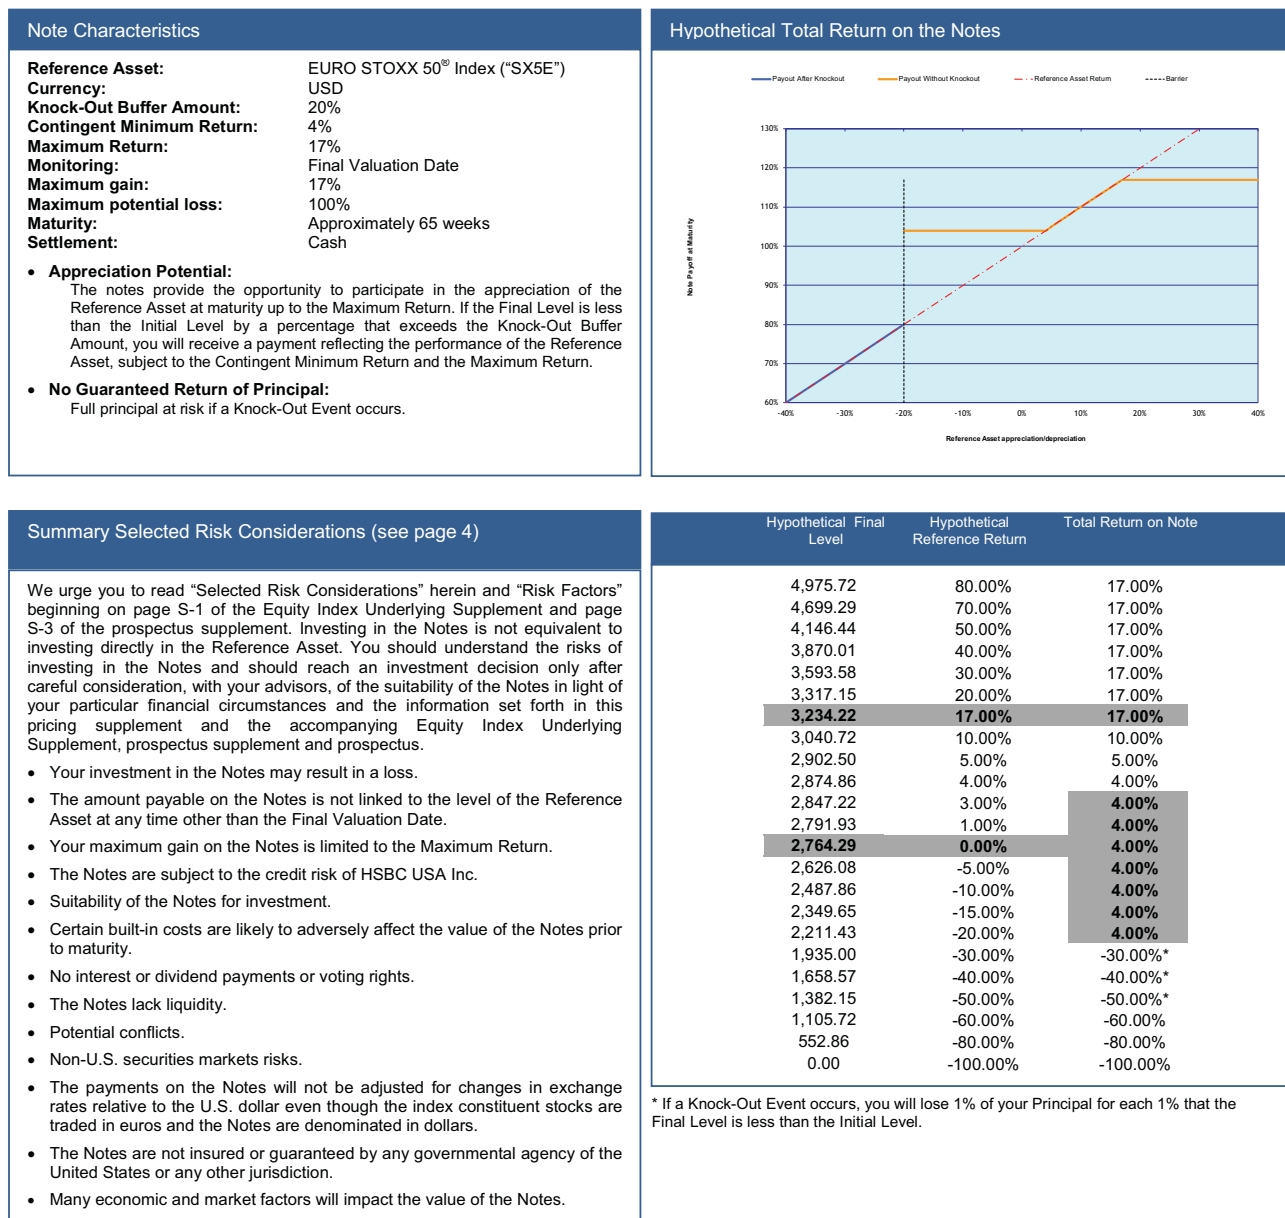 Note Characteristics
Reference Asset: EURO STOXX 50® Index (“SX5E”)
Currency: USD
Knock-Out Buffer Amount: 20%
Contingent Minimum Return: 4%
Maximum Return: 17%
Monitoring: Final Valuation Date
Maximum gain: 17%
Maximum potential loss: 100%
Maturity: Approximately 65 weeks
Settlement: Cash
• Appreciation Potential:
The notes provide the opportunity to participate in the appreciation of the
Reference Asset at maturity up to the Maximum Return. If the Final Level is less
than the Initial Level by a percentage that exceeds the Knock-Out Buffer
Amount, you will receive a payment reflecting the performance of the Reference
Asset, subject to the Contingent Minimum Return and the Maximum Return.
• No Guaranteed Return of Principal:
Full principal at risk if a Knock-Out Event occurs.
Hypothetical Total Return on the Notes
Payout After Knockout Payout Without Knockout Reference Asset Return Barrier
130%
120%
110%
100%
90%
80%
70%
60%
Note Payoff at Maturity
-40% -30% -20% -10% 0% 10% 20% 30% 40%
Reference Asset appreciation/depreciation
Summary Selected Risk Considerations (see page 4)
We urge you to read “Selected Risk Considerations” herein and “Risk Factors”
beginning on page S-1 of the Equity Index Underlying Supplement and page
S-3 of the prospectus supplement. Investing in the Notes is not equivalent to
investing directly in the Reference Asset. You should understand the risks of
investing in the Notes and should reach an investment decision only after
careful consideration, with your advisors, of the suitability of the Notes in light of
your particular financial circumstances and the information set forth in this
pricing supplement and the accompanying Equity Index Underlying
Supplement, prospectus supplement and prospectus.
• Your investment in the Notes may result in a loss.
• The amount payable on the Notes is not linked to the level of the Reference
Asset at any time other than the Final Valuation Date.
• Your maximum gain on the Notes is limited to the Maximum Return.
• The Notes are subject to the credit risk of HSBC USA Inc.
• Suitability of the Notes for investment.
• Certain built-in costs are likely to adversely affect the value of the Notes prior
to maturity.
• No interest or dividend payments or voting rights.
• The Notes lack liquidity.
• Potential conflicts.
• Non-U.S. securities markets risks.
• The payments on the Notes will not be adjusted for changes in exchange
rates relative to the U.S. dollar even though the index constituent stocks are
traded in euros and the Notes are denominated in dollars.
• The Notes are not insured or guaranteed by any governmental agency of the
United States or any other jurisdiction.
• Many economic and market factors will impact the value of the Notes.
Hypothetical Final Hypothetical Total Return on Note
Level Reference Return
4,975.72 80.00% 17.00%
4,699.29 70.00% 17.00%
4,146.44 50.00% 17.00%
3,870.01 40.00% 17.00%
3,593.58 30.00% 17.00%
3,317.15 20.00% 17.00%
3,234.22 17.00% 17.00%
3,040.72 10.00% 10.00%
2,902.50 5.00% 5.00%
2,874.86 4.00% 4.00%
2,847.22 3.00% 4.00%
2,791.93 1.00% 4.00%
2,764.29 0.00% 4.00%
2,626.08 -5.00% 4.00%
2,487.86 -10.00% 4.00%
2,349.65 -15.00% 4.00%
2,211.43 -20.00% 4.00%
1,935.00 -30.00% -30.00%*
1,658.57 -40.00% -40.00%*
1,382.15 -50.00% -50.00%*
1,105.72 -60.00% -60.00%
552.86 -80.00% -80.00%
0.00 -100.00% -100.00%
* If a Knock-Out Event occurs, you will lose 1% of your Principal for each 1% that the
Final Level is less than the Initial Level.